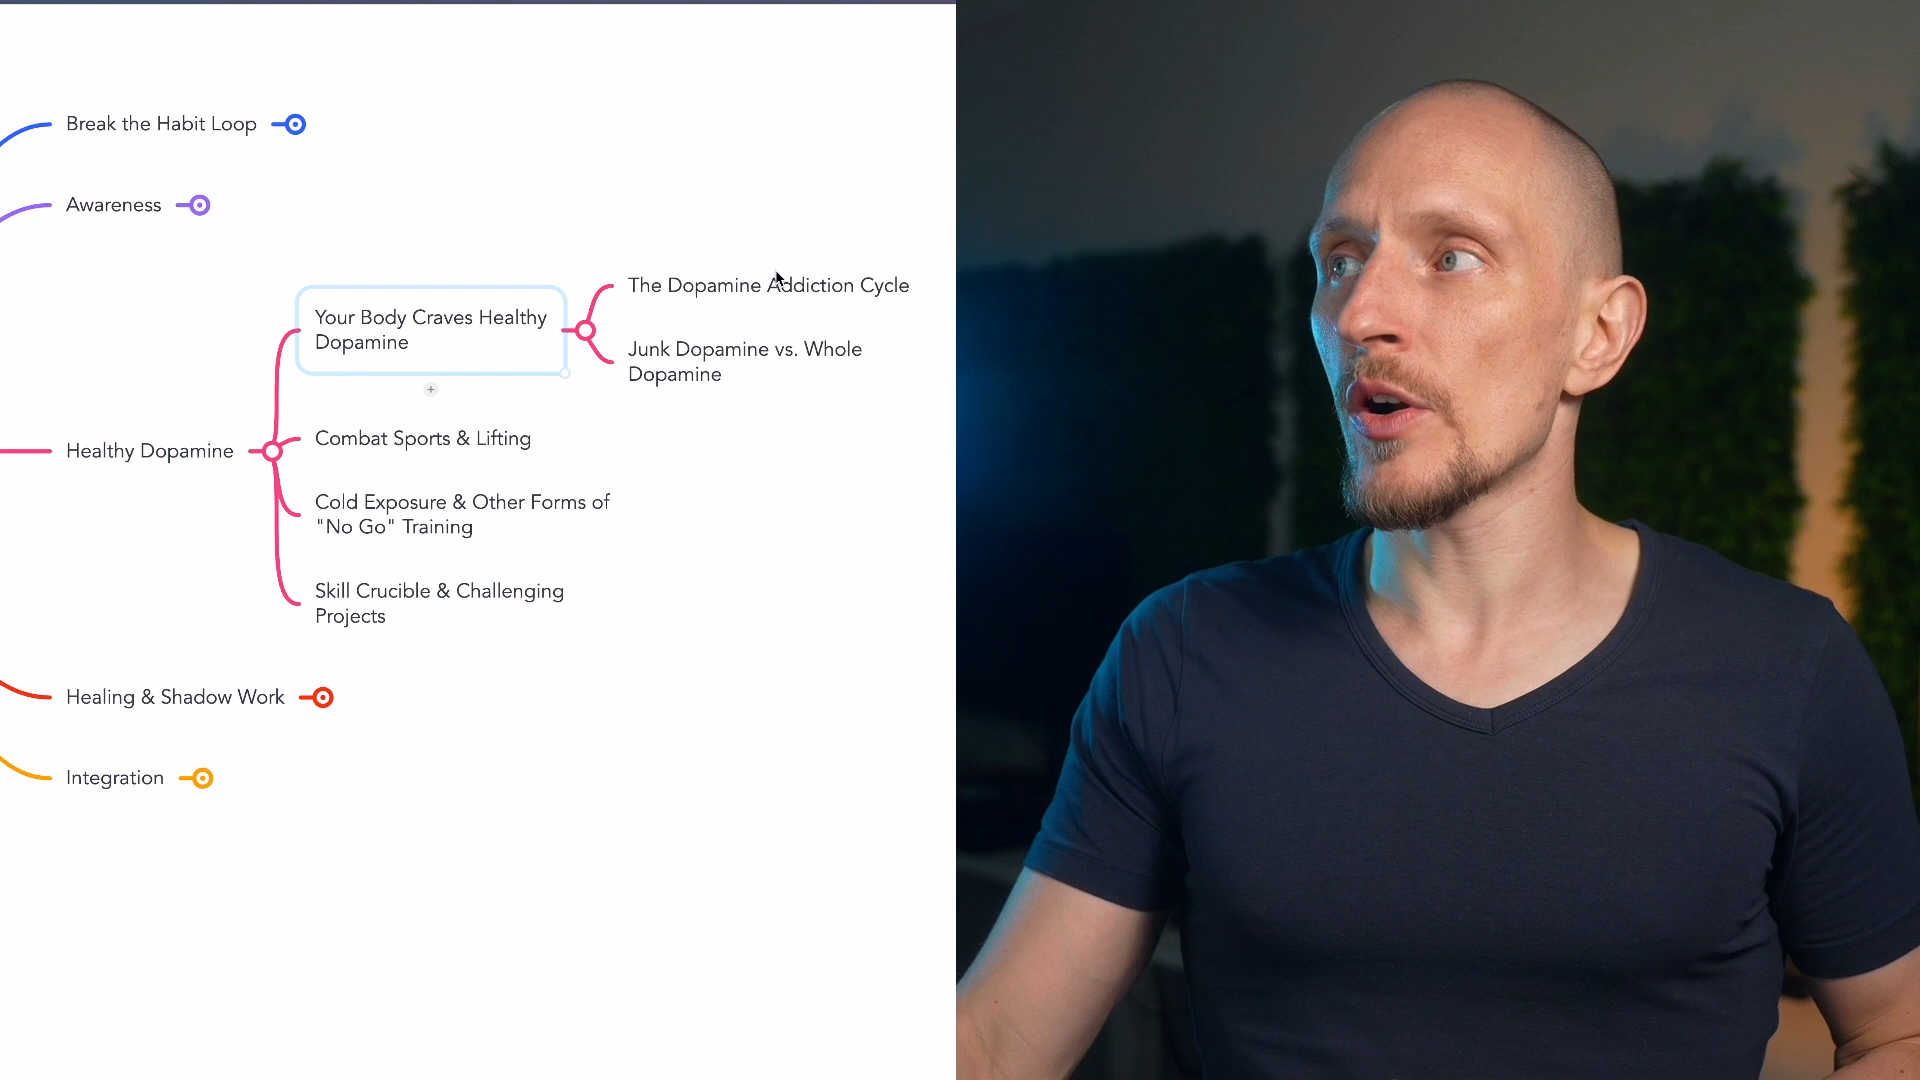 Break the Habit Loop
Awareness
The Dopamine Addiction Cycle
Your Body Craves Healthy
Dopamine
Junk Dopamine vs. Whole
Dopamine
+
Combat Sports & Lifting
Healthy Dopamine
Cold Exposure & Other Forms of
"No Go" Training
Skill Crucible & Challenging
Projects
Healing & Shadow Work
Integration